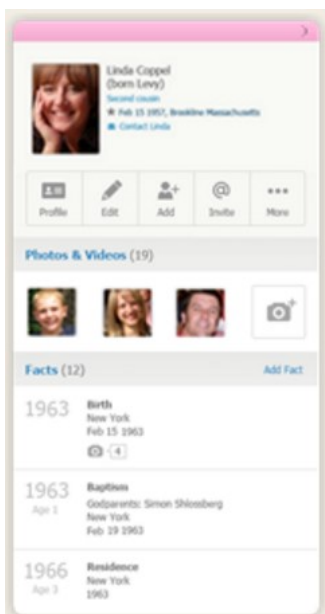 Linda Coppel
(born Levy)
Second cousin
Feb 15 1957, Brookline Massachusetts
Contact Linda
Profile
Edit
Add
Invite
More
Photos & Videos (19)
Facts (12)
Add Fact
1963
Birth
New York
Feb 15 1963
4
1963
Age 1
Baptism
Godparents: Simon Shlossberg
New York
Feb 19 1963
1966
Age 3
Residence
New York
1963